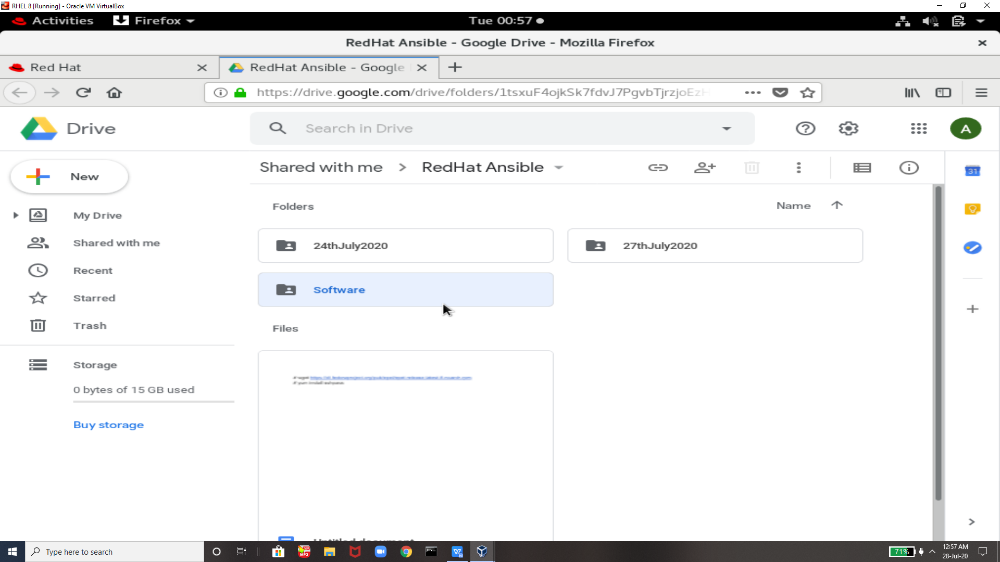 RHEL 8 [Running] - Oracle VM VirtualBox
Activities Firefox Tue 00:57
RedHat Ansible - Google Drive - Mozilla Firefox
Red Hat RedHat Ansible - Google
https://drive.google.com/drive/folders/1tsxuF4ojkSk7fdvJ7PgvbTjrzjoEzH
Drive Search in Drive A
New
Shared with me > RedHat Ansible
31
My Drive
Shared with me
Recent
Starred
Trash
Storage
0 bytes of 15 GB used
Buy storage
Folders Name
24thJuly2020 27thJuly2020
Software
Files
Untitled document
Type here to search
71%
12:57 AM
28-Jul-20